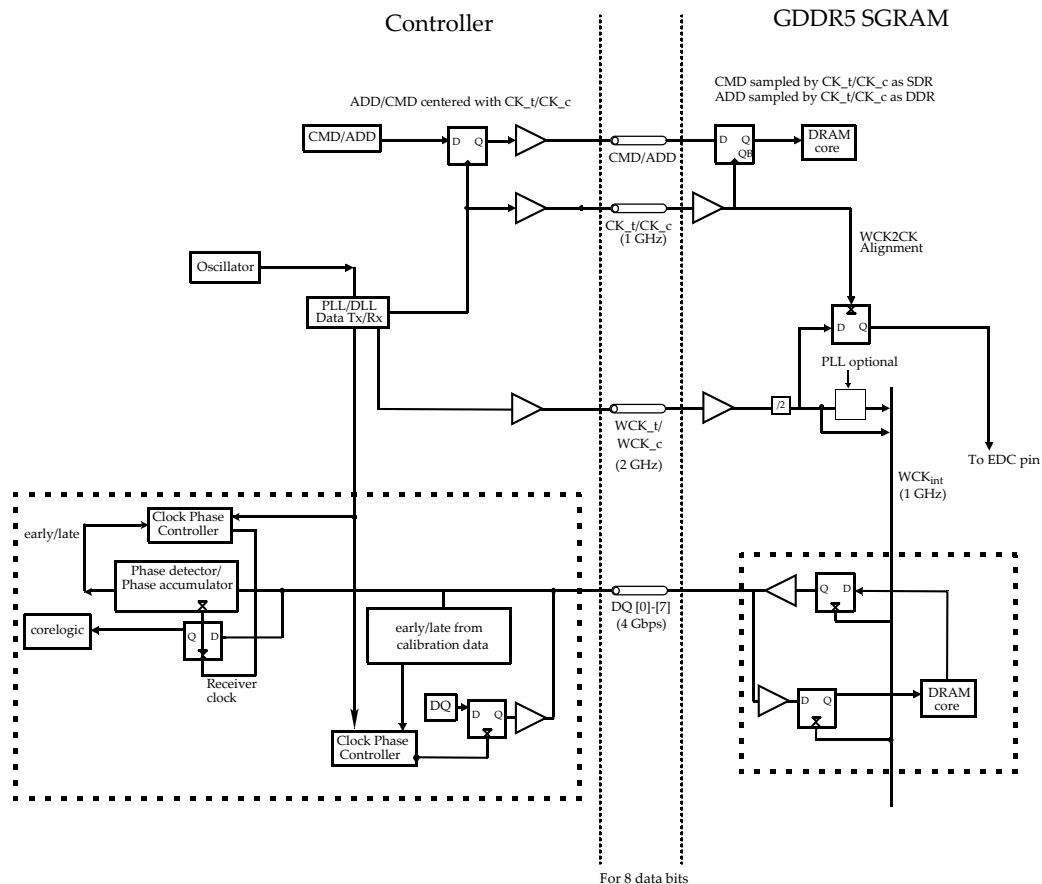 Controller
GDDR5 SGRAM
ADD/CMD centered with CK_t/CK_c
CMD sampled by CK_t/CK_c as SDR
ADD sampled by CK_t/CK_c as DDR
CMD/ADD
D Q
CMD/ADD
D Q
QB
DRAM
core
CK_t/CK_c
(1 GHz)
WCK2CK
Alignment
Oscillator
PLL/DLL
Data Tx/Rx
D Q
PLL optional
/2
WCK_t/
WCK_c
(2 GHz)
To EDC pin
WCKint
(1 GHz)
early/late
Clock Phase
Controller
Phase detector/
Phase accumulator
corelogic
Q D
Receiver
clock
early/late from
calibration data
DQ
D Q
Clock Phase
Controller
DQ [0]-[7]
(4 Gbps)
Q D
D Q
DRAM
core
For 8 data bits